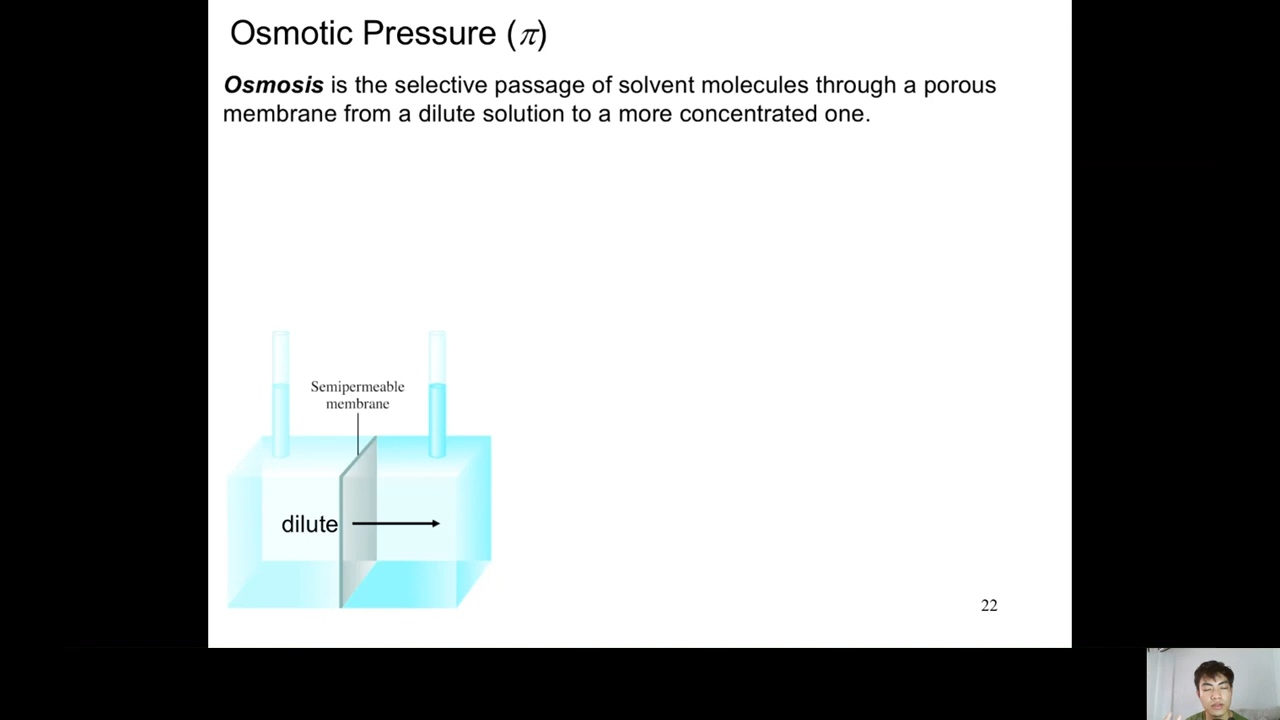 Osmotic Pressure (π)
Osmosis is the selective passage of solvent molecules through a porous
membrane from a dilute solution to a more concentrated one.
Semipermeable
membrane
dilute
22